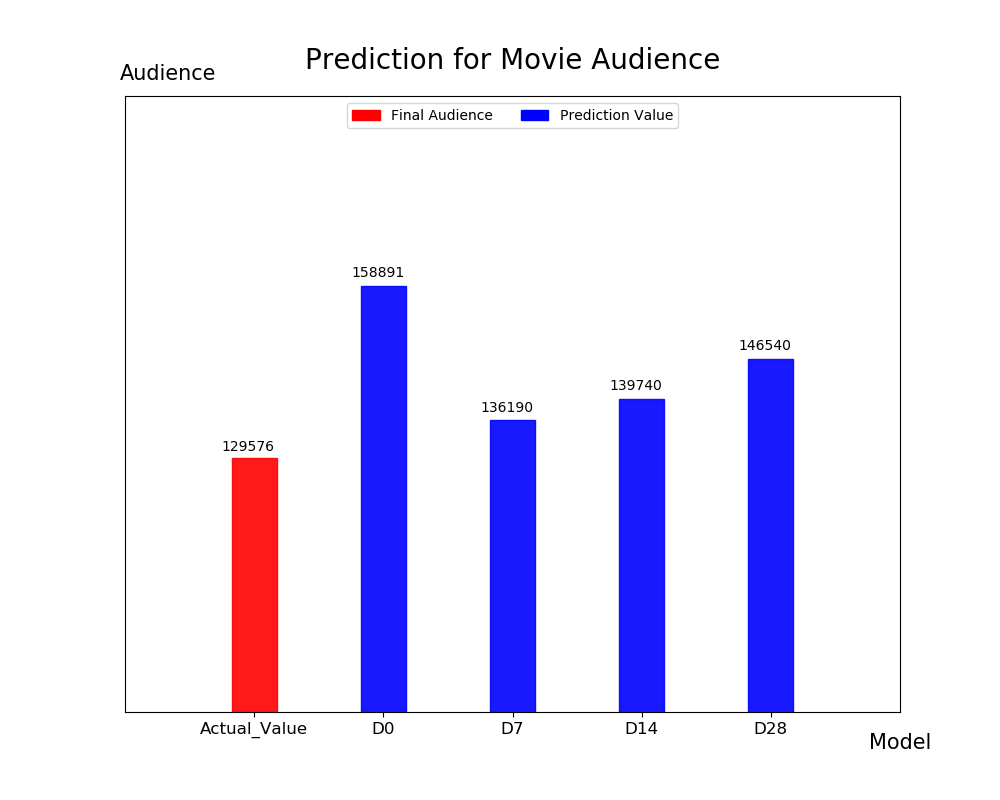 Prediction for Movie Audience
Audience
Final Audience Prediction Value
158891
146540
139740
136190
129576
Actual_Value D0 D7 D14 D28
Model